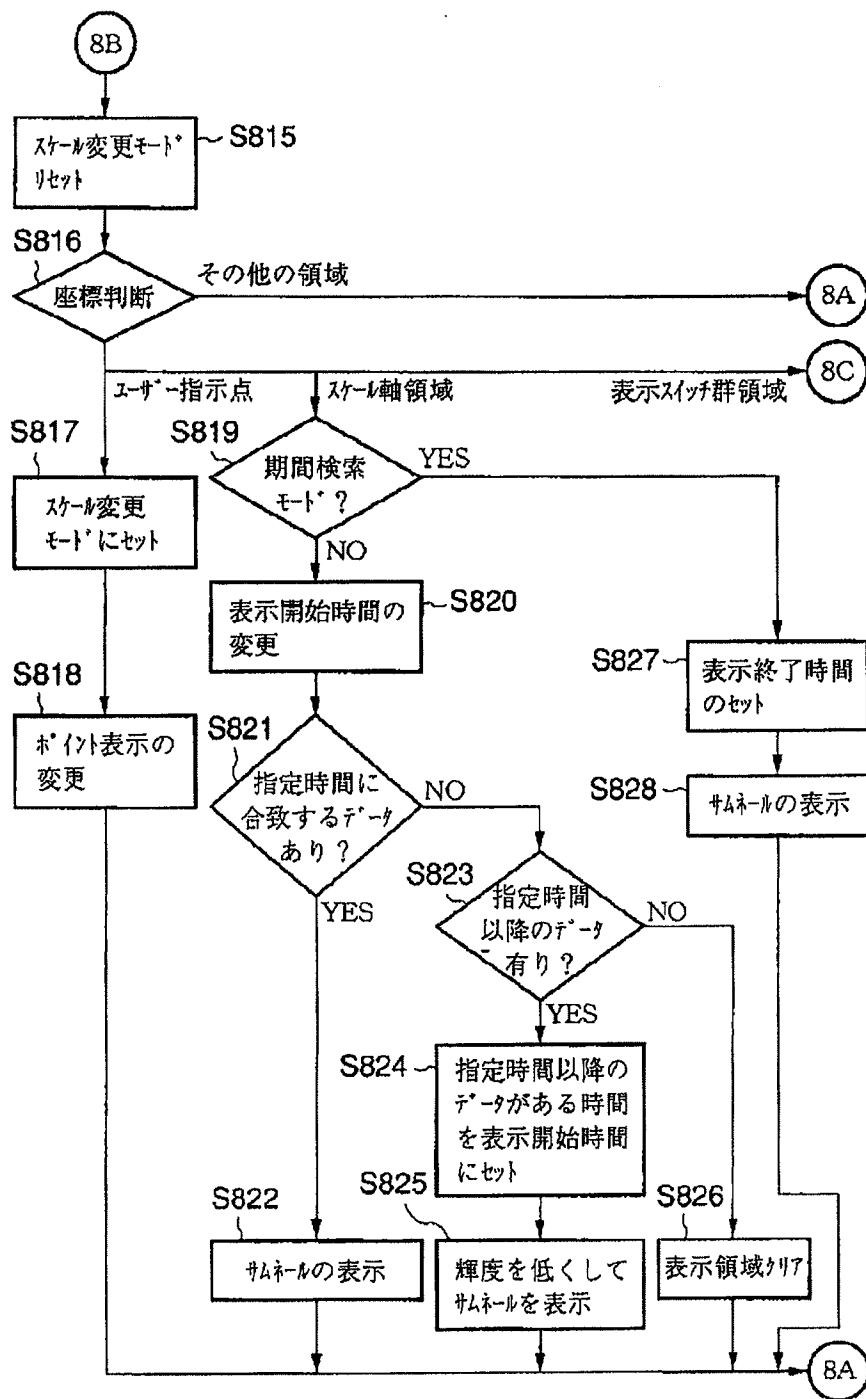 8B
スケール変更モード
リセット
S815
S816
座標判断
その他の領域
8A
ユーザー指示点
スケール軸領域
表示スイッチ群領域
8C
S817
スケール変更
モードにセット
S819
期間検索
モード？
YES
NO
表示開始時間の
変更
S820
S818
ポイント表示の
変更
S821
指定時間に
合致するデータ
あり？
NO
YES
S827
表示終了時間
のセット
S828
サムネールの表示
S823
指定時間
以降のデータ
有り？
NO
YES
S824
指定時間以降の
データがある時間
を表示開始時間
にセット
S822
サムネールの表示
S825
輝度を低くして
サムネールを表示
S826
表示領域クリア
8A